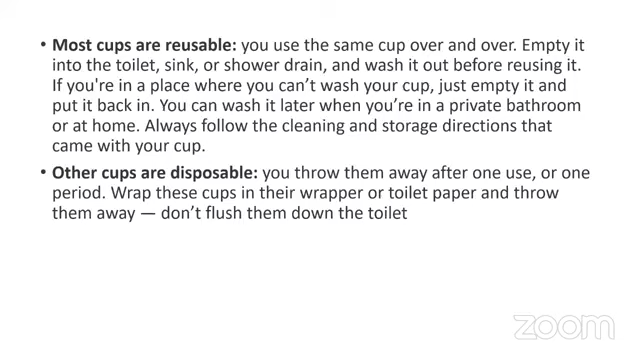 • Most cups are reusable: you use the same cup over and over. Empty it
into the toilet, sink, or shower drain, and wash it out before reusing it.
If you're in a place where you can’t wash your cup, just empty it and
put it back in. You can wash it later when you’re in a private bathroom
or at home. Always follow the cleaning and storage directions that
came with your cup.
• Other cups are disposable: you throw them away after one use, or one
period. Wrap these cups in their wrapper or toilet paper and throw
them away — don’t flush them down the toilet
zoom